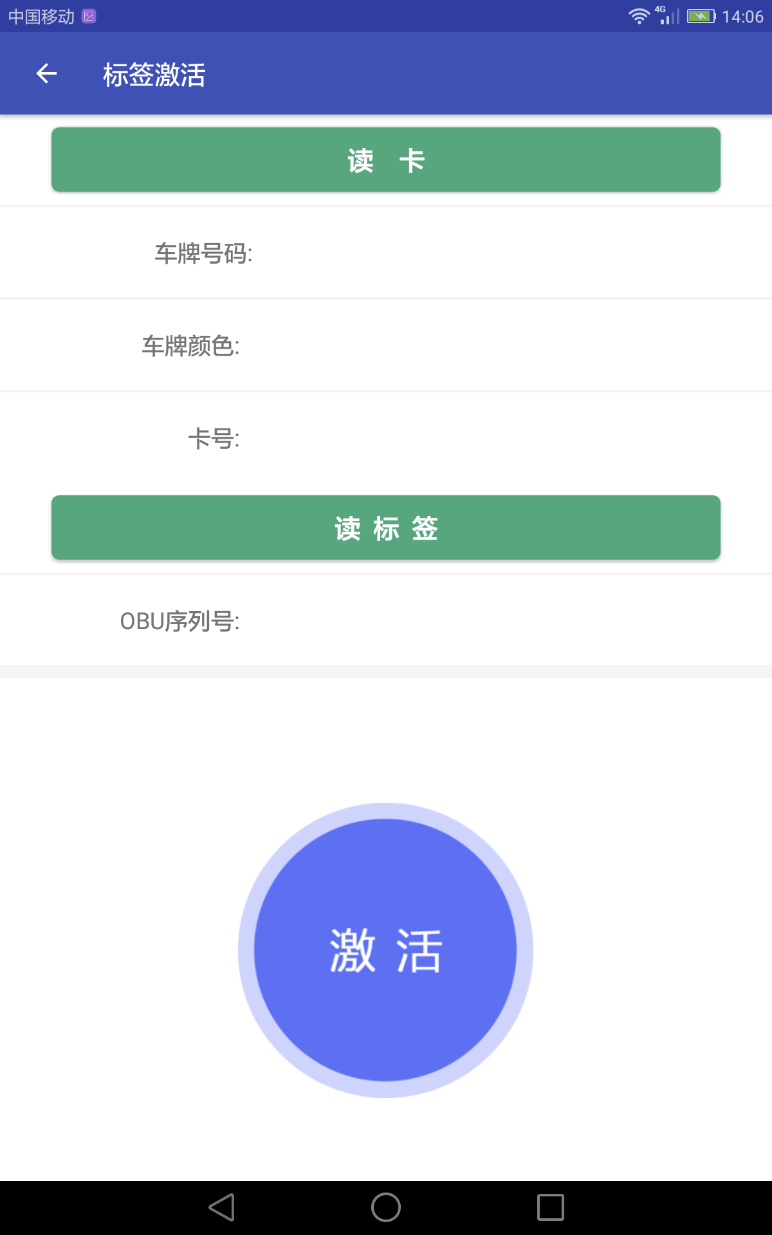 中国移动 4G 14:06
标签激活
读 卡
车牌号码:
车牌颜色:
卡号:
读 标 签
OBU序列号:
激 活